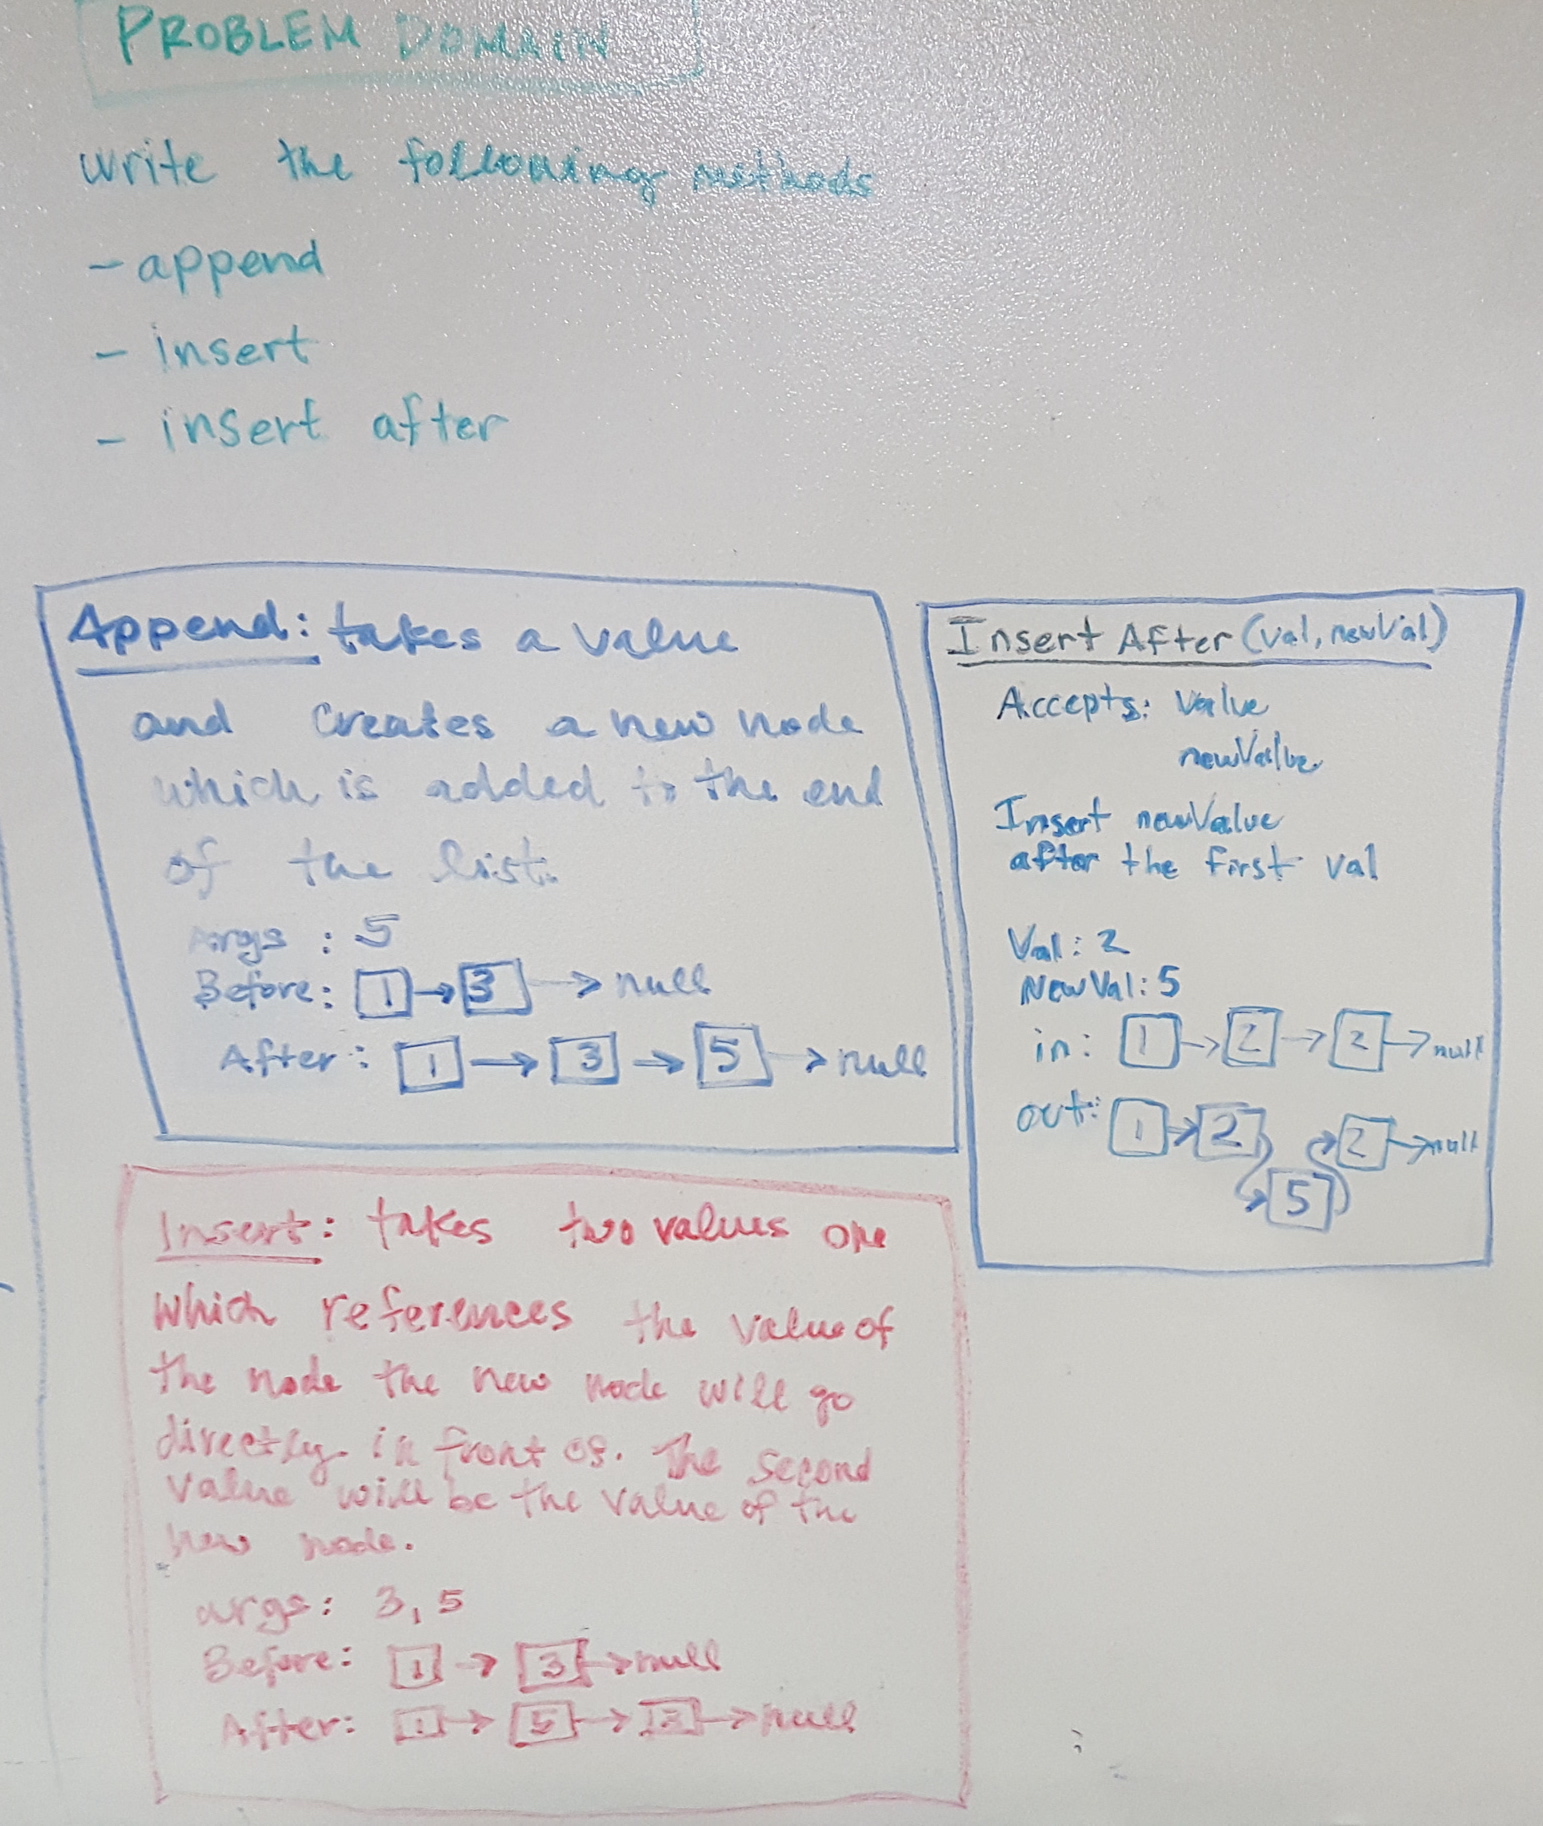 PROBLEM DOMAIN
write the following methods
- append
- insert
- insert after
Append: takes a value
and creates a new node
which is added to the end
of the list.
Args : 5
Before: 1 → 3 → null
After: 1 → 3 → 5 → null
Insert After (val, newVal)
Accepts: value
newValue
Insert newValue
after the first val
Val: 2
NewVal: 5
in: 1 → 2 → 2 → null
out: 1 → 2 → 5 → 2 → null
Insert: takes two values one
which references the value of
the node the new node will go
directly in front of. The second
value will be the value of the
new node.
args: 3, 5
Before: 1 → 3 → null
After: 1 → 5 → 3 → null